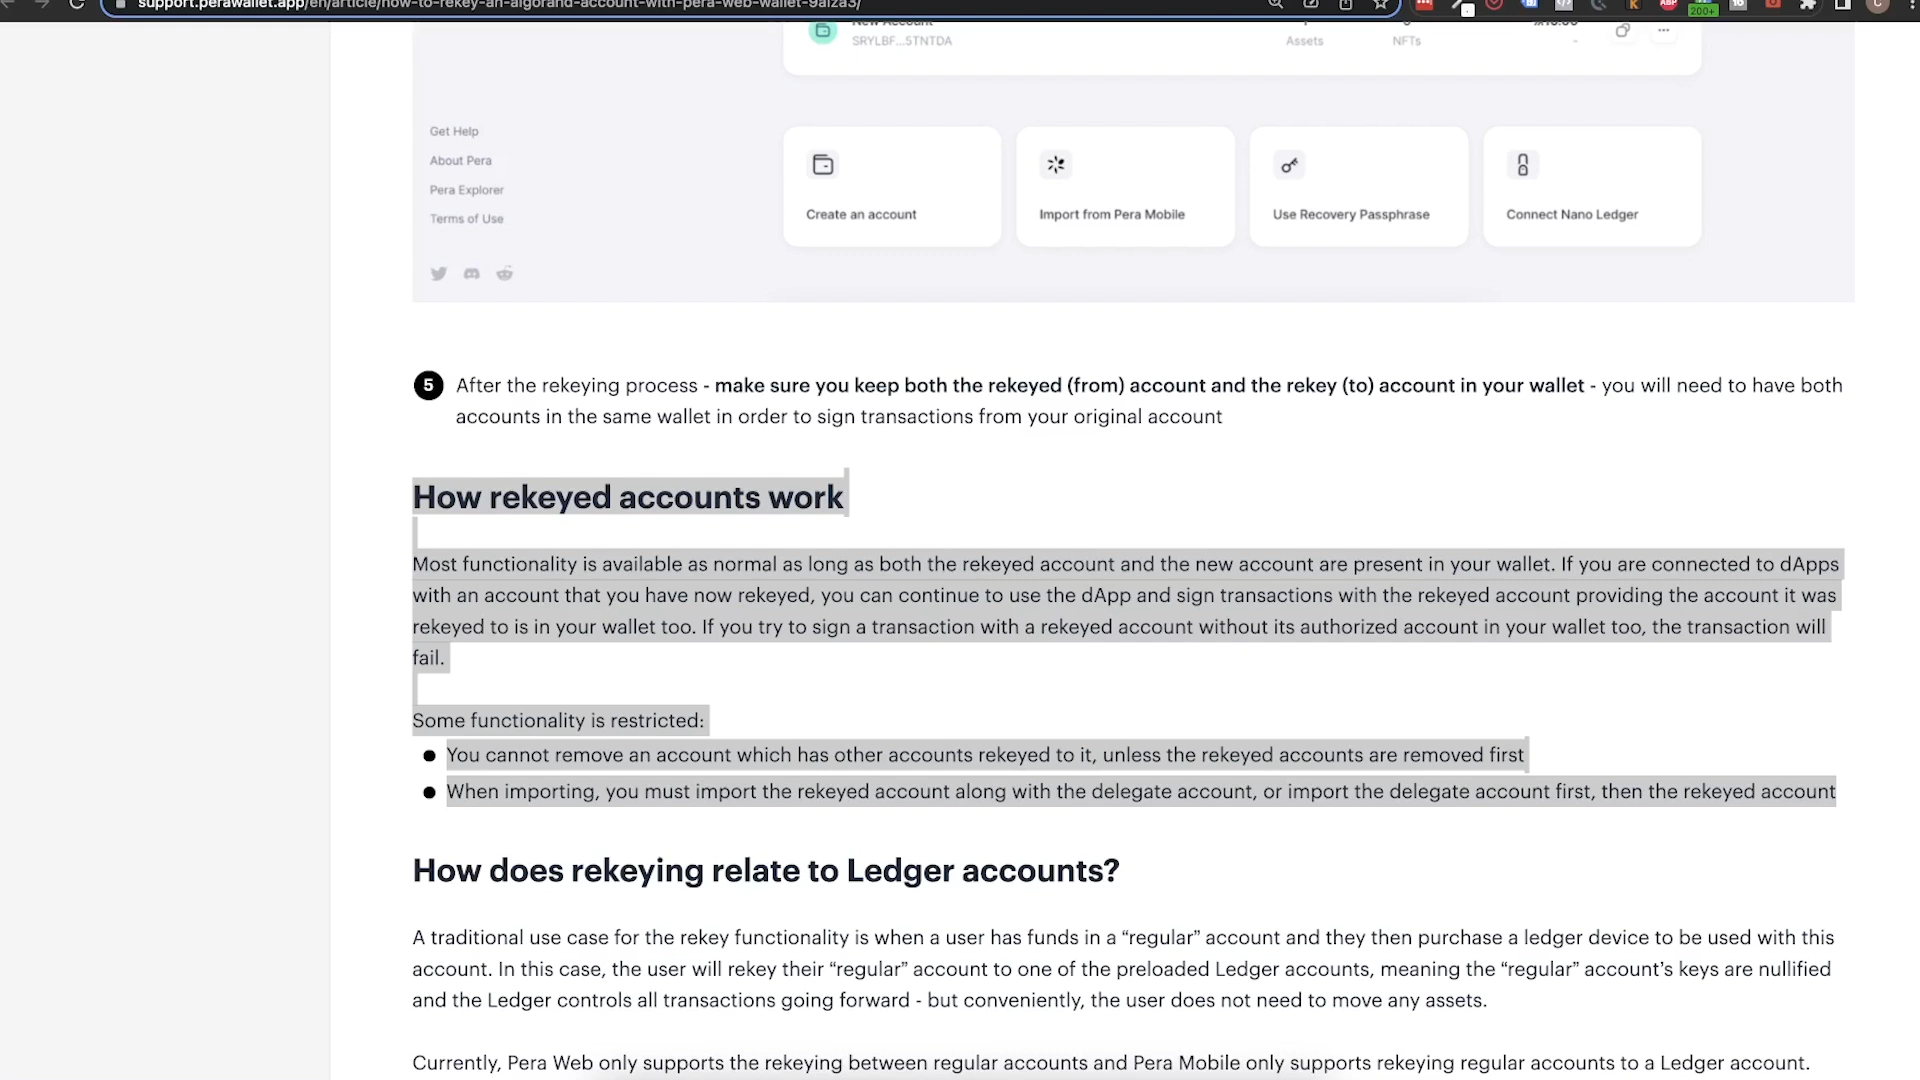 support.perawallet.app/en/article/how-to-rekey-an-algorand-account-with-pera-web-wallet-9a1za3/
ABP
200+
16
C
New Account
SRYLBF...5TNTDA
Assets
NFTs
-
Get Help
About Pera
Pera Explorer
Terms of Use
Create an account
Import from Pera Mobile
Use Recovery Passphrase
Connect Nano Ledger
5 After the rekeying process - make sure you keep both the rekeyed (from) account and the rekey (to) account in your wallet - you will need to have both
accounts in the same wallet in order to sign transactions from your original account
How rekeyed accounts work
Most functionality is available as normal as long as both the rekeyed account and the new account are present in your wallet. If you are connected to dApps
with an account that you have now rekeyed, you can continue to use the dApp and sign transactions with the rekeyed account providing the account it was
rekeyed to is in your wallet too. If you try to sign a transaction with a rekeyed account without its authorized account in your wallet too, the transaction will
fail.
Some functionality is restricted:
● You cannot remove an account which has other accounts rekeyed to it, unless the rekeyed accounts are removed first
● When importing, you must import the rekeyed account along with the delegate account, or import the delegate account first, then the rekeyed account
How does rekeying relate to Ledger accounts?
A traditional use case for the rekey functionality is when a user has funds in a “regular” account and they then purchase a ledger device to be used with this
account. In this case, the user will rekey their “regular” account to one of the preloaded Ledger accounts, meaning the “regular” account’s keys are nullified
and the Ledger controls all transactions going forward - but conveniently, the user does not need to move any assets.
Currently, Pera Web only supports the rekeying between regular accounts and Pera Mobile only supports rekeying regular accounts to a Ledger account.